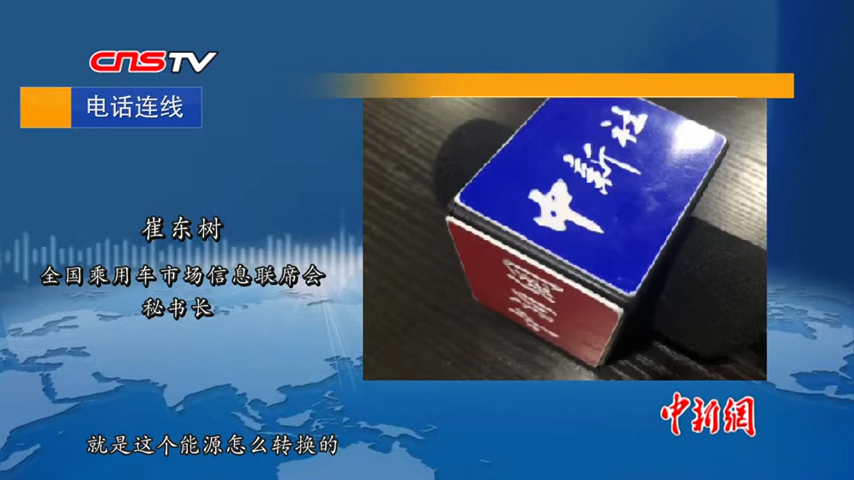 CNSTV
电话连线
中新社
崔东树
全国乘用车市场信息联席会
秘书长
中新網
就是这个能源怎么转换的